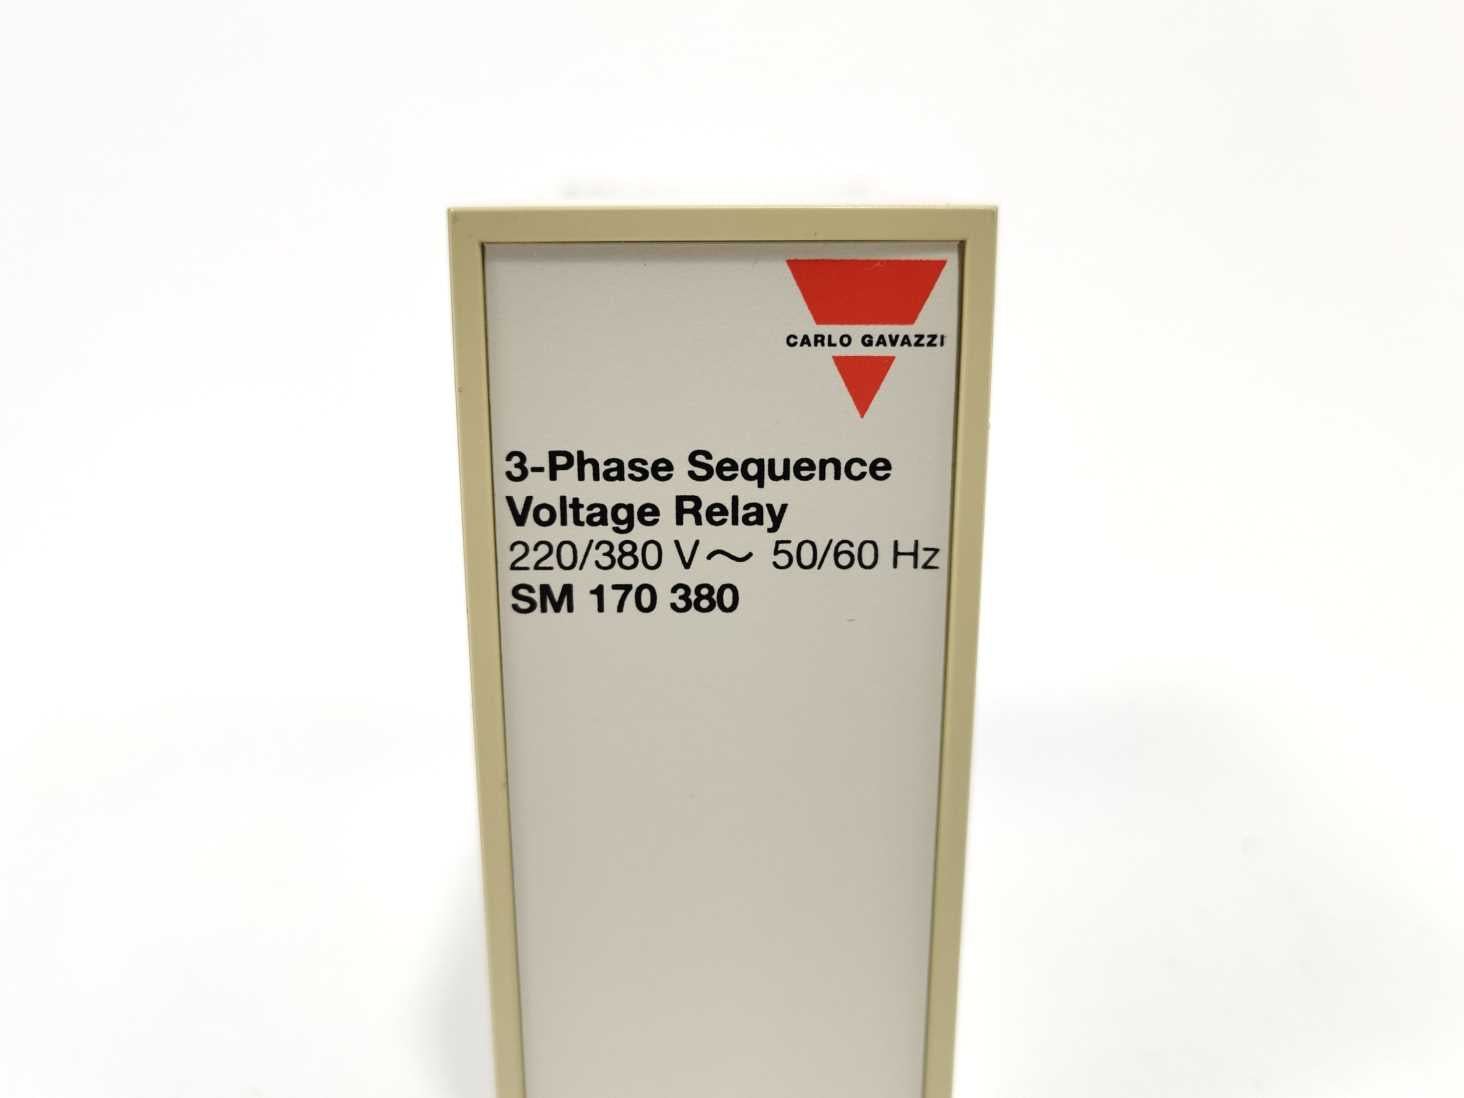 CARLO GAVAZZI
3-Phase Sequence
Voltage Relay
220/380 V~ 50/60 Hz
SM 170 380